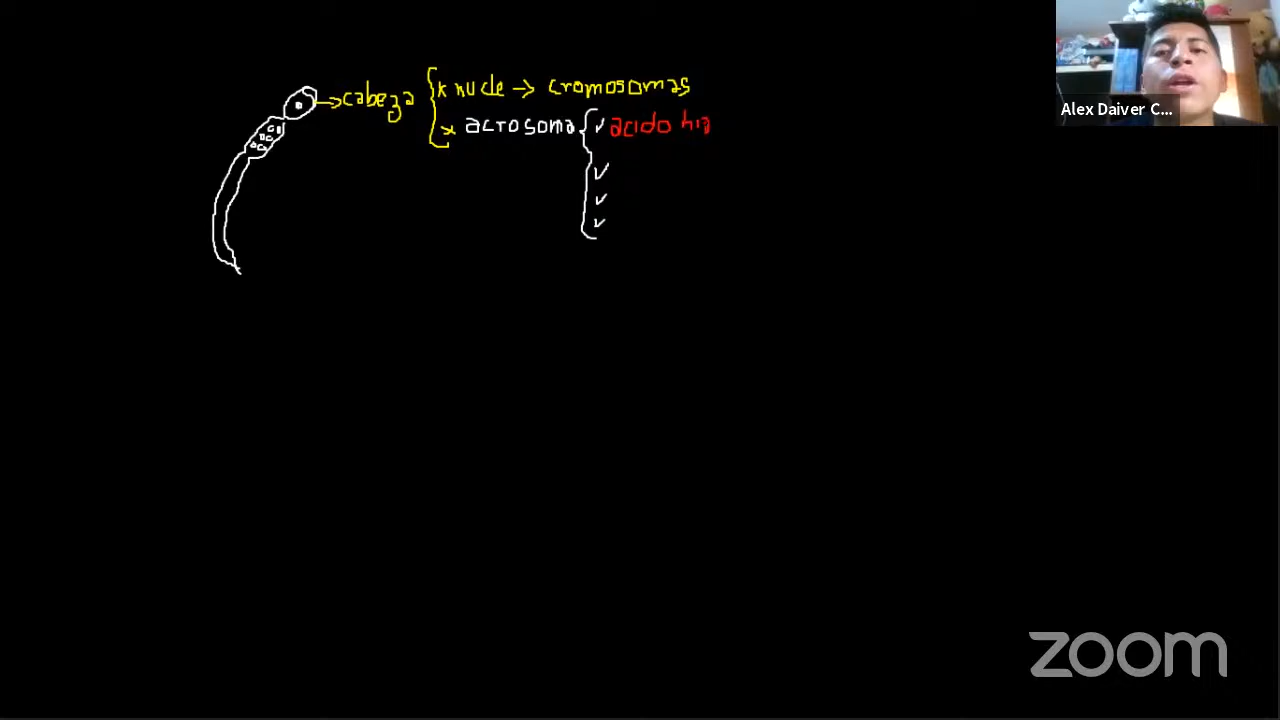 cabeza
* nucle → cromosomas
* acrosoma
✓ acido hia
✓
✓
✓
Alex Daiver C...
zoom